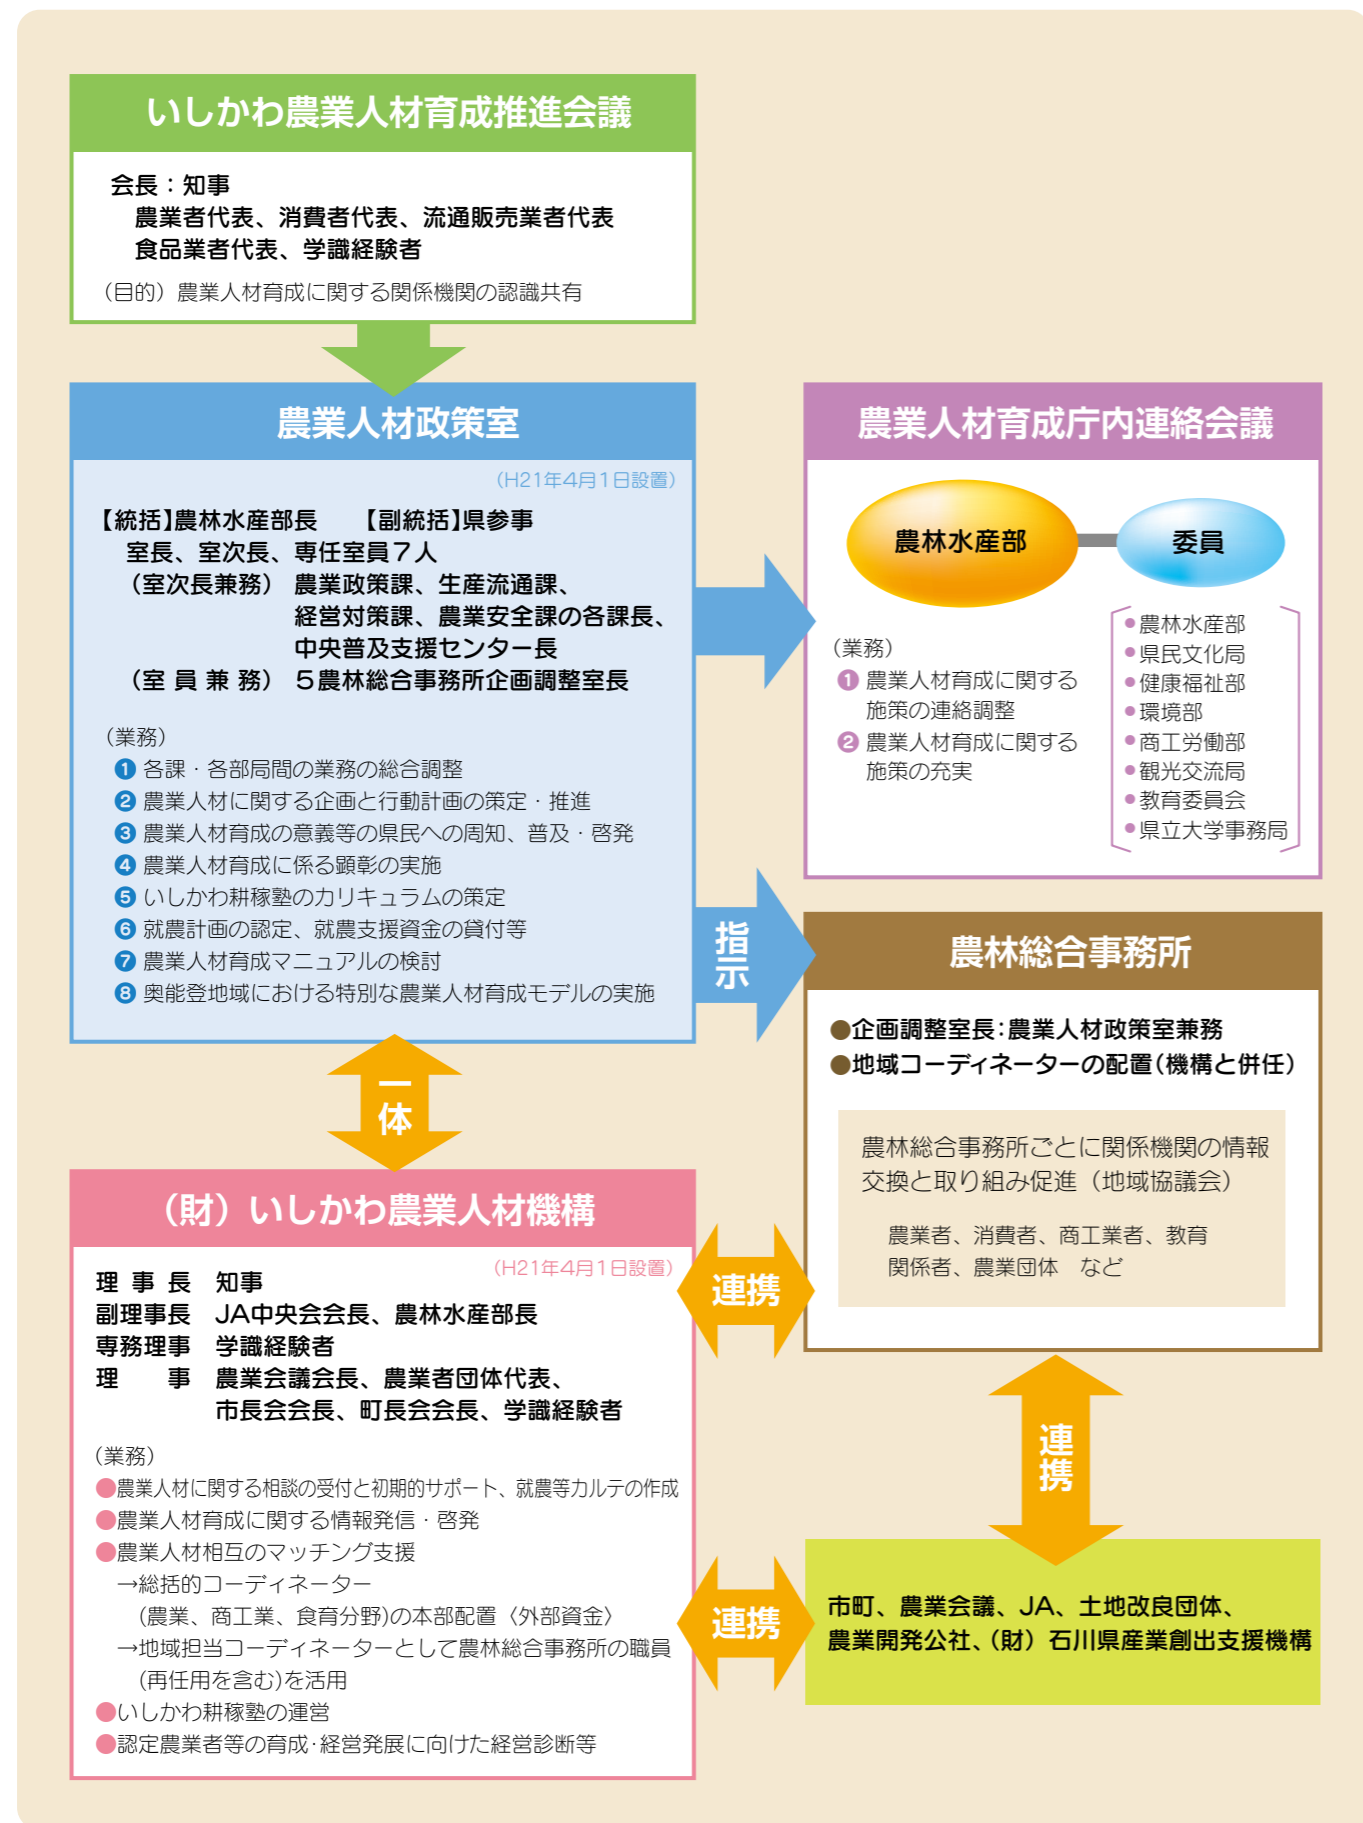 いしかわ農業人材育成推進会議
会長：知事
農業者代表、消費者代表、流通販売業者代表
食品業者代表、学識経験者
（目的）農業人材育成に関する関係機関の認識共有
農業人材政策室
（H21年4月1日設置）
【統括】農林水産部長　【副統括】県参事
室長、室次長、専任室員７人
（室次長兼務） 農業政策課、生産流通課、
経営対策課、農業安全課の各課長、
中央普及支援センター長
（室 員 兼 務） ５農林総合事務所企画調整室長
（業務）
❶ 各課・各部局間の業務の総合調整
❷ 農業人材に関する企画と行動計画の策定・推進
❸ 農業人材育成の意義等の県民への周知、普及・啓発
❹ 農業人材育成に係る顕彰の実施
❺ いしかわ耕稼塾のカリキュラムの策定
❻ 就農計画の認定、就農支援資金の貸付等
❼ 農業人材育成マニュアルの検討
❽ 奥能登地域における特別な農業人材育成モデルの実施
農業人材育成庁内連絡会議
農林水産部
委員
（業務）
❶ 農業人材育成に関する
施策の連絡調整
❷ 農業人材育成に関する
施策の充実
●農林水産部
●県民文化局
●健康福祉部
●環境部
●商工労働部
●観光交流局
●教育委員会
●県立大学事務局
指示
農林総合事務所
●企画調整室長：農業人材政策室兼務
●地域コーディネーターの配置（機構と併任）
農林総合事務所ごとに関係機関の情報
交換と取り組み促進（地域協議会）
農業者、消費者、商工業者、教育
関係者、農業団体　など
一体
（財）いしかわ農業人材機構
（H21年4月1日設置）
理 事 長　知事
副理事長　JA中央会会長、農林水産部長
専務理事　学識経験者
理　　事　農業会議会長、農業者団体代表、
市長会会長、町長会会長、学識経験者
（業務）
●農業人材に関する相談の受付と初期的サポート、就農等カルテの作成
●農業人材育成に関する情報発信・啓発
●農業人材相互のマッチング支援
→総括的コーディネーター
(農業、商工業、食育分野)の本部配置〈外部資金〉
→地域担当コーディネーターとして農林総合事務所の職員
(再任用を含む)を活用
●いしかわ耕稼塾の運営
●認定農業者等の育成・経営発展に向けた経営診断等
連携
連携
連携
市町、農業会議、JA、土地改良団体、
農業開発公社、（財）石川県産業創出支援機構